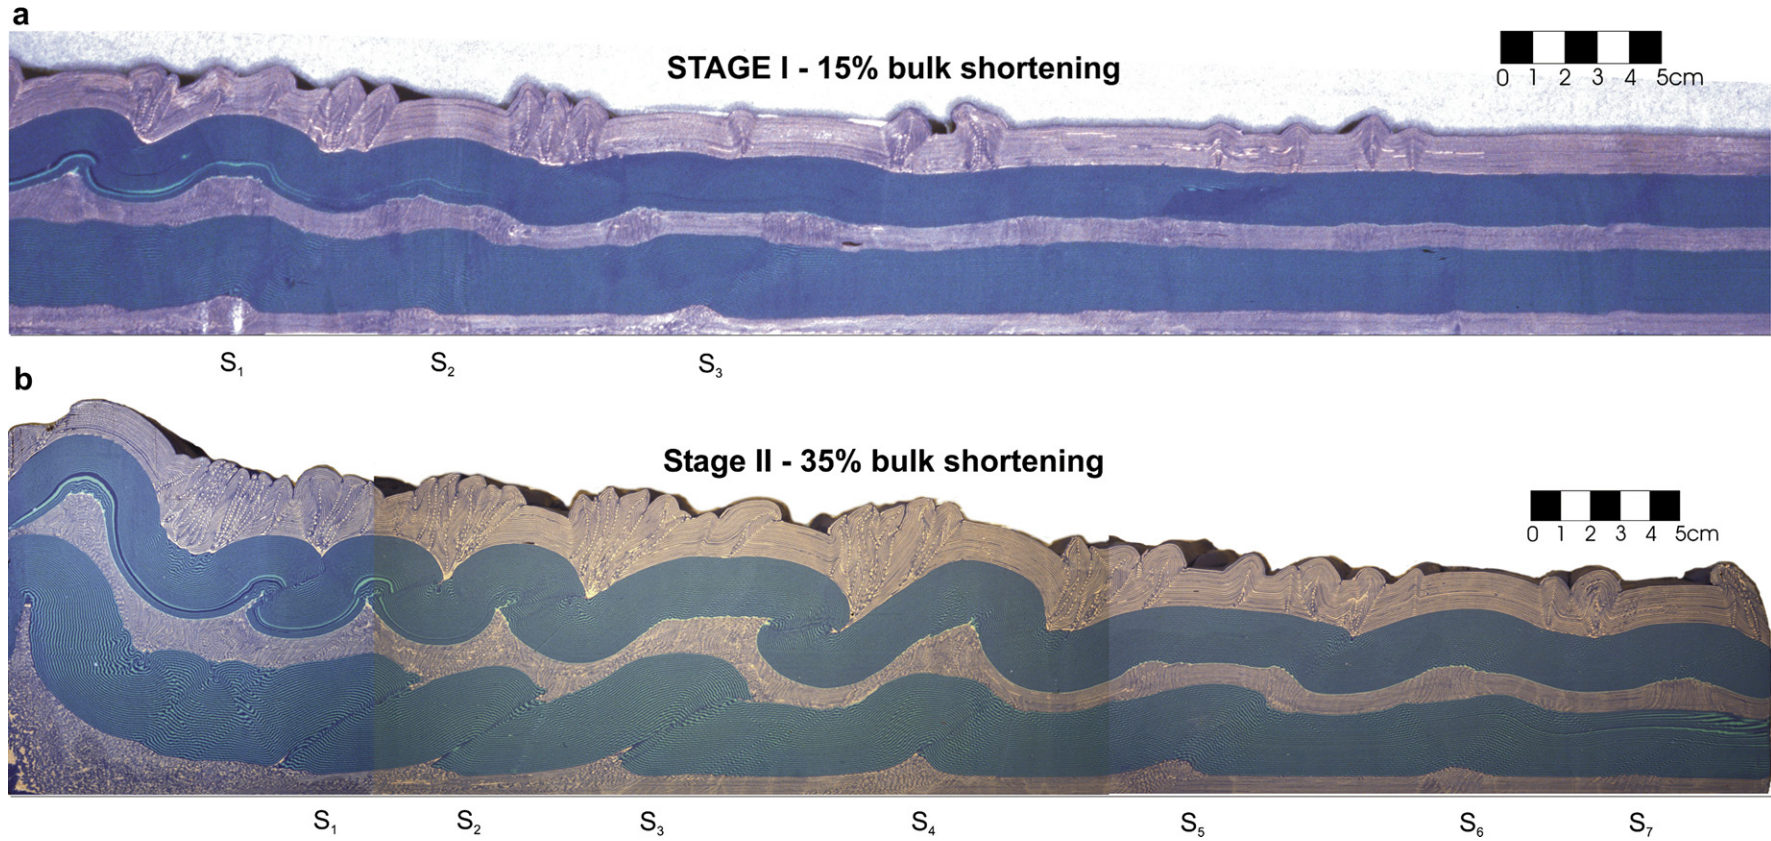 a
STAGE I - 15% bulk shortening
0 1 2 3 4 5cm
S1 S2 S3
b
Stage II - 35% bulk shortening
0 1 2 3 4 5cm
S1 S2 S3 S4 S5 S6 S7